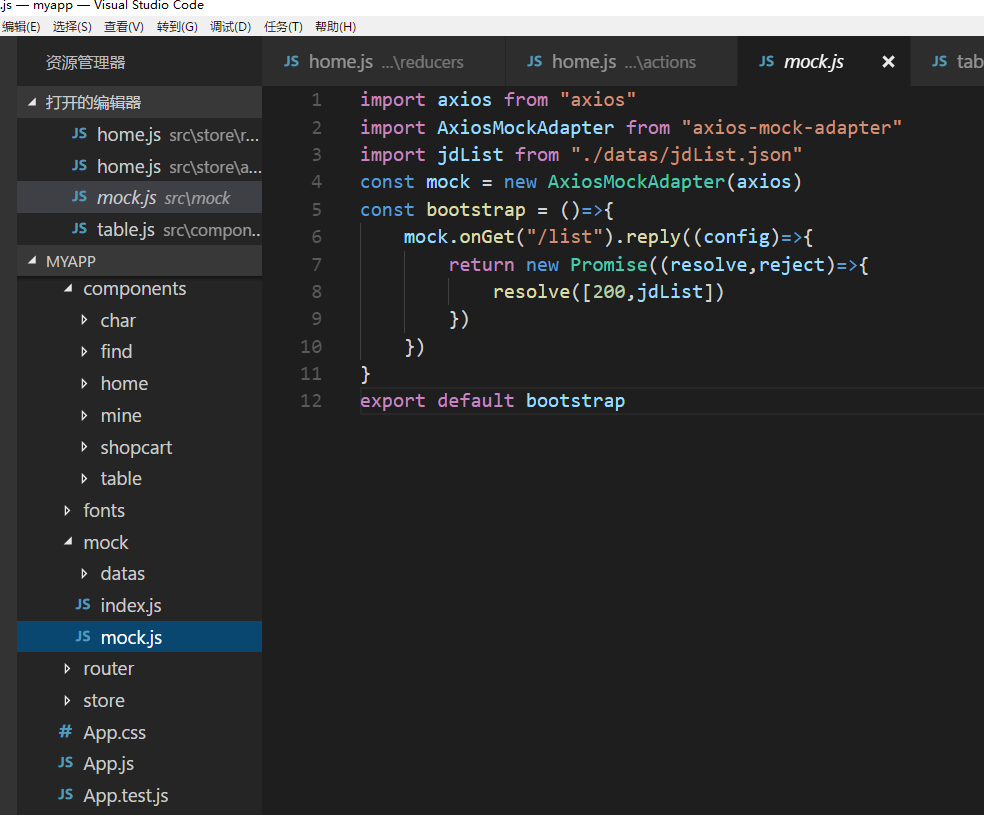 .js — myapp — Visual Studio Code
编辑(E) 选择(S) 查看(V) 转到(G) 调试(D) 任务(T) 帮助(H)
资源管理器
打开的编辑器
JS home.js src\store\r...
JS home.js src\store\a...
JS mock.js src\mock
JS table.js src\compon...
MYAPP
components
char
find
home
mine
shopcart
table
fonts
mock
datas
JS index.js
JS mock.js
router
store
# App.css
JS App.js
JS App.test.js
JS home.js ...\reducers JS home.js ...\actions JS mock.js × JS tab
1 import axios from "axios"
2 import AxiosMockAdapter from "axios-mock-adapter"
3 import jdList from "./datas/jdList.json"
4 const mock = new AxiosMockAdapter(axios)
5 const bootstrap = ()=>{
6     mock.onGet("/list").reply((config)=>{
7         return new Promise((resolve,reject)=>{
8             resolve([200,jdList])
9         })
10     })
11 }
12 export default bootstrap